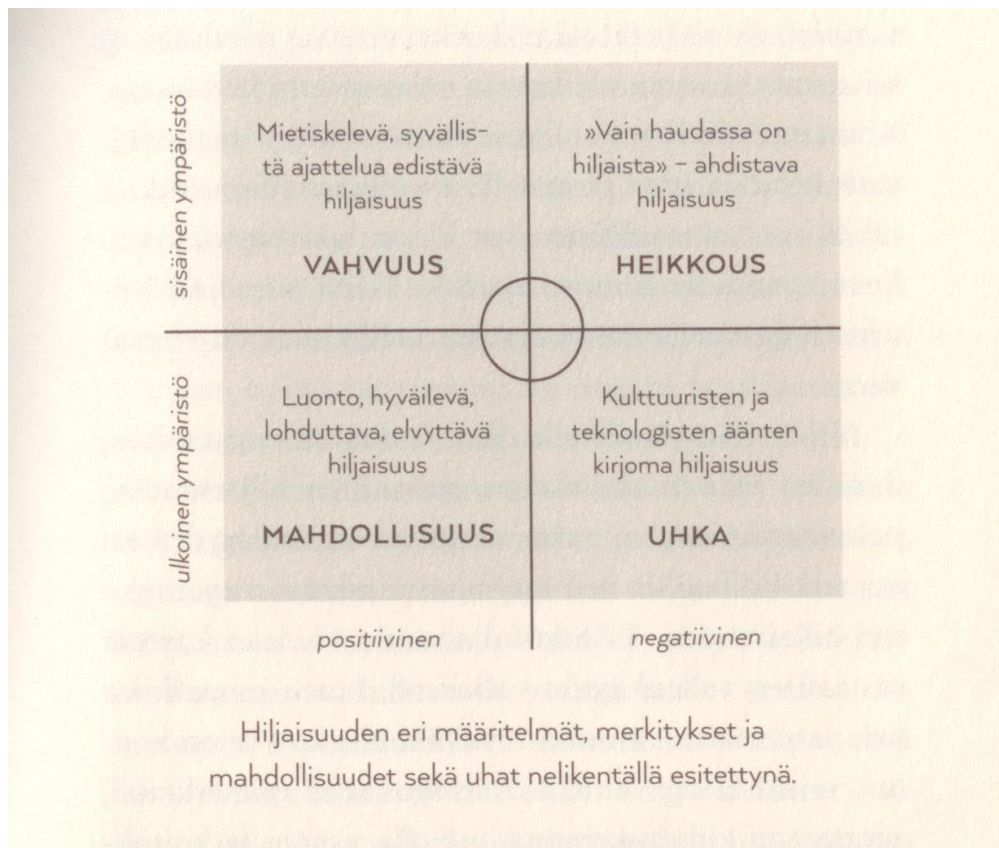 sisäinen ympäristö
Mietiskelevä, syvällis-
tä ajattelua edistävä
hiljaisuus
VAHVUUS
»Vain haudassa on
hiljaista» – ahdistava
hiljaisuus
HEIKKOUS
ulkoinen ympäristö
Luonto, hyväilevä,
lohduttava, elvyttävä
hiljaisuus
MAHDOLLISUUS
Kulttuuristen ja
teknologisten äänten
kirjoma hiljaisuus
UHKA
positiivinen
negatiivinen
Hiljaisuuden eri määritelmät, merkitykset ja
mahdollisuudet sekä uhat nelikentällä esitettynä.